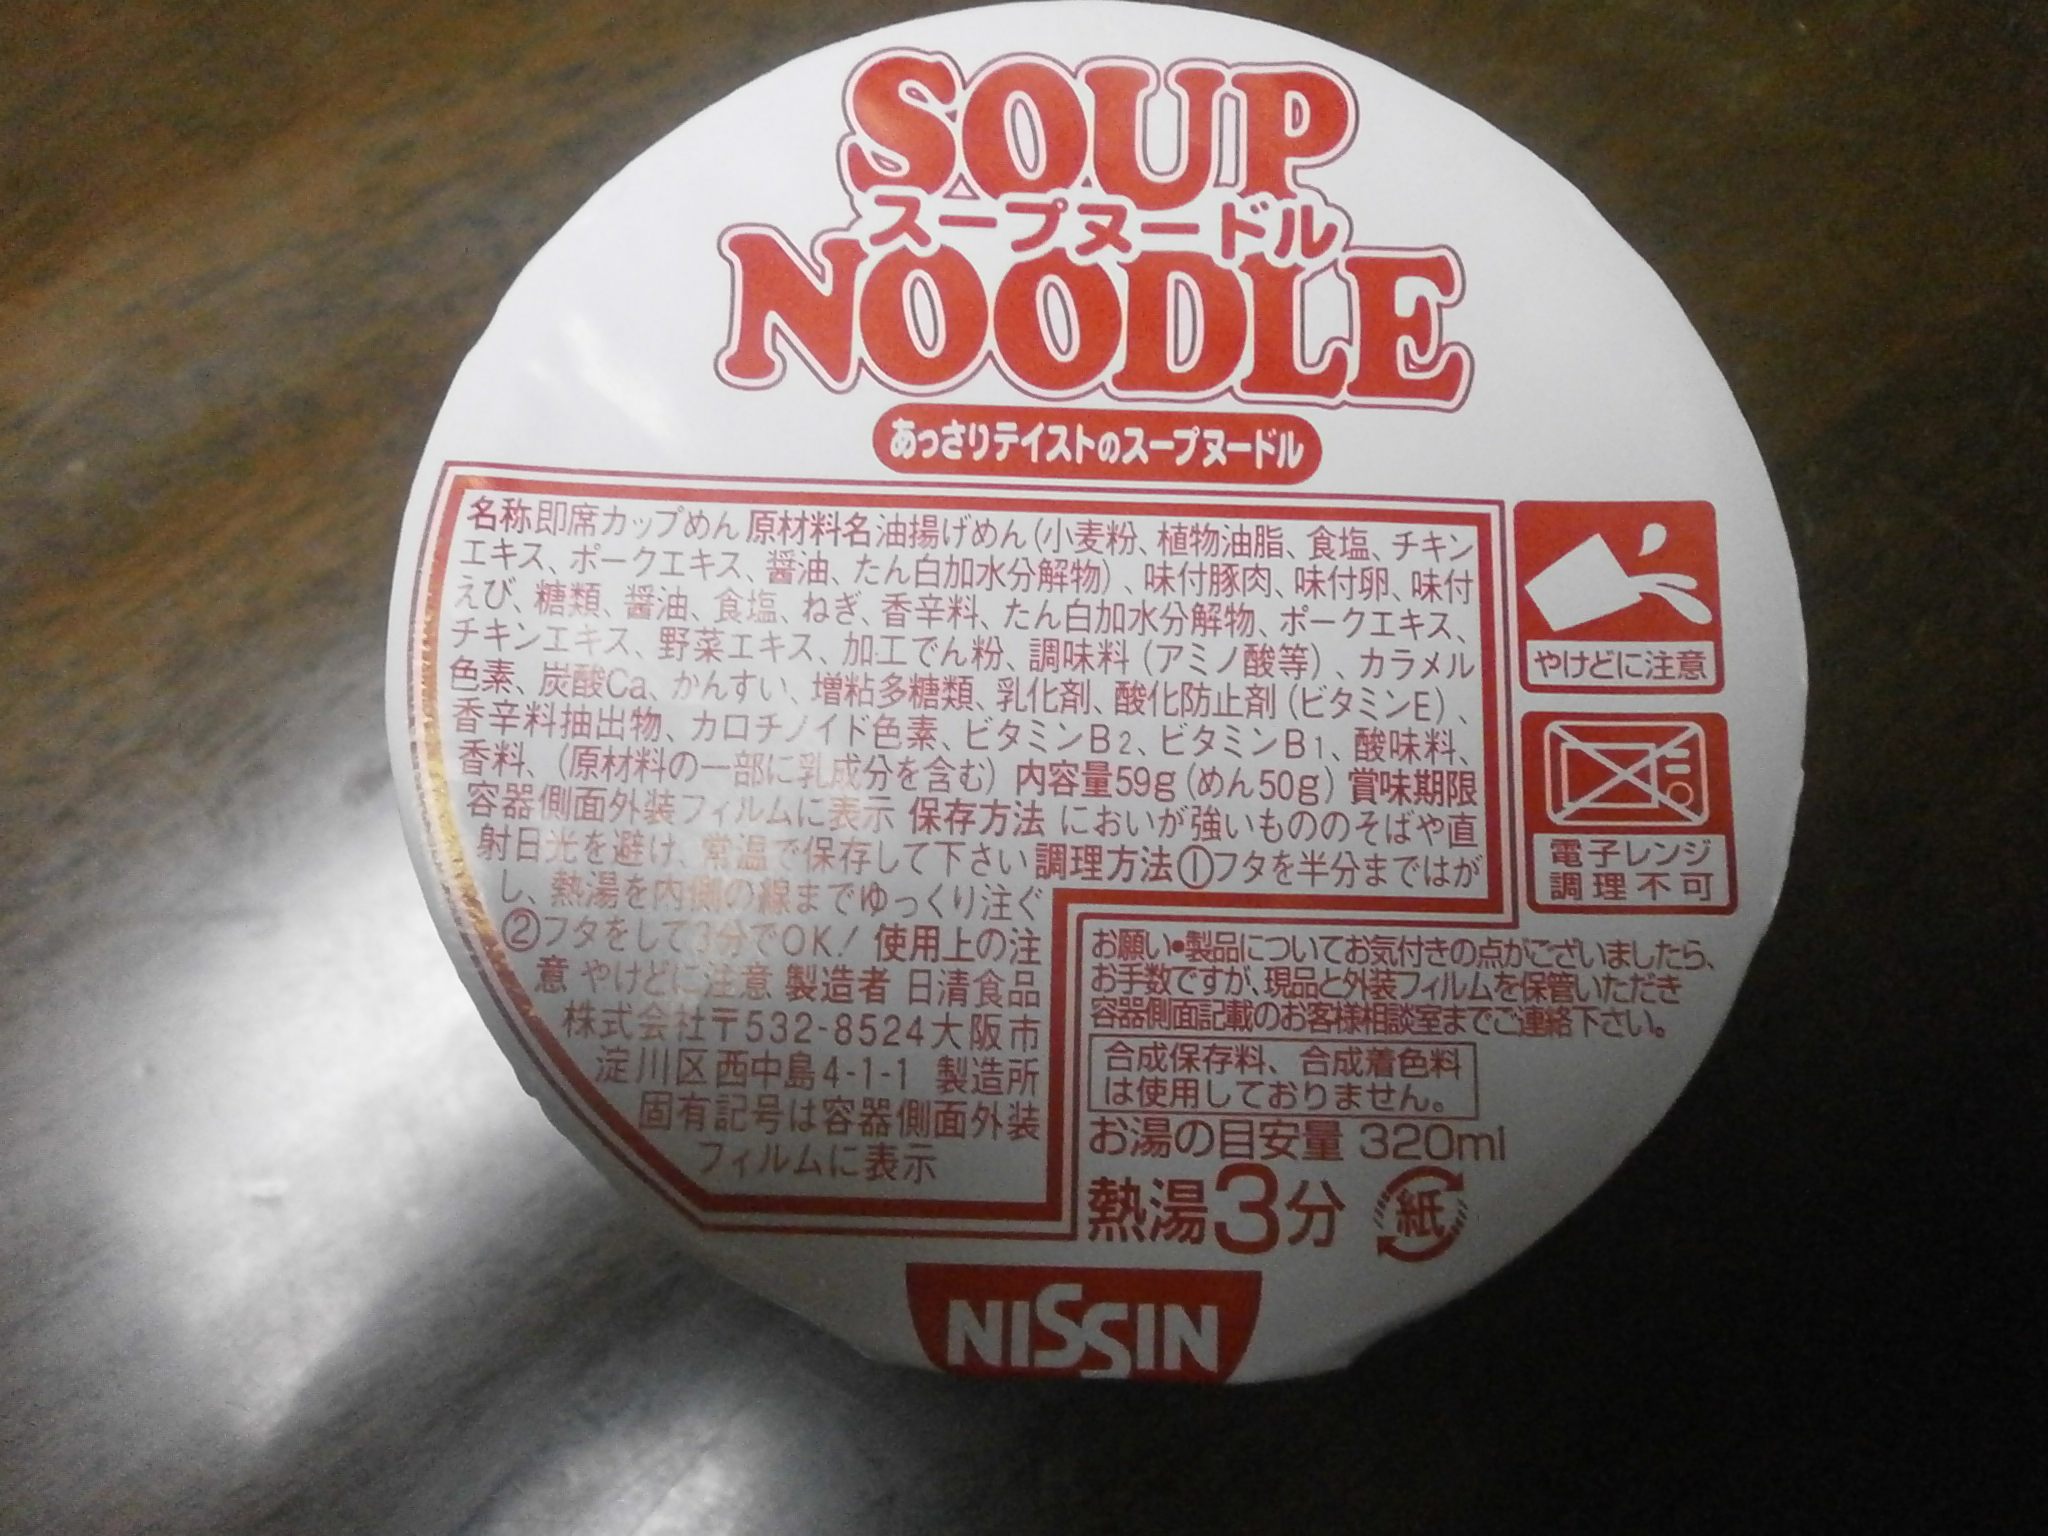 SOUP
スープヌードル
NOODLE
あっさりテイストのスープヌードル
名称即席カップめん 原材料名油揚げめん(小麦粉、植物油脂、食塩、チキン
エキス、ポークエキス、醤油、たん白加水分解物)、味付豚肉、味付卵、味付
えび、糖類、醤油、食塩、ねぎ、香辛料、たん白加水分解物、ポークエキス、
チキンエキス、野菜エキス、加工でん粉、調味料(アミノ酸等)、カラメル
色素、炭酸Ca、かんすい、増粘多糖類、乳化剤、酸化防止剤(ビタミンE)、
香辛料抽出物、カロチノイド色素、ビタミンB2、ビタミンB1、酸味料、
香料、(原材料の一部に乳成分を含む) 内容量59g(めん50g) 賞味期限
容器側面外装フィルムに表示 保存方法 においが強いもののそばや直
射日光を避け、常温で保存して下さい 調理方法①フタを半分まではが
し、熱湯を内側の線までゆっくり注ぐ
②フタをして3分でOK! 使用上の注
意 やけどに注意 製造者 日清食品
株式会社〒532-8524大阪市
淀川区西中島4-1-1 製造所
固有記号は容器側面外装
フィルムに表示
やけどに注意
電子レンジ
調理不可
お願い•製品についてお気付きの点がございましたら、
お手数ですが、現品と外装フィルムを保管いただき
容器側面記載のお客様相談室までご連絡下さい。
合成保存料、合成着色料
は使用しておりません。
お湯の目安量 320ml
熱湯3分 紙
NISSIN